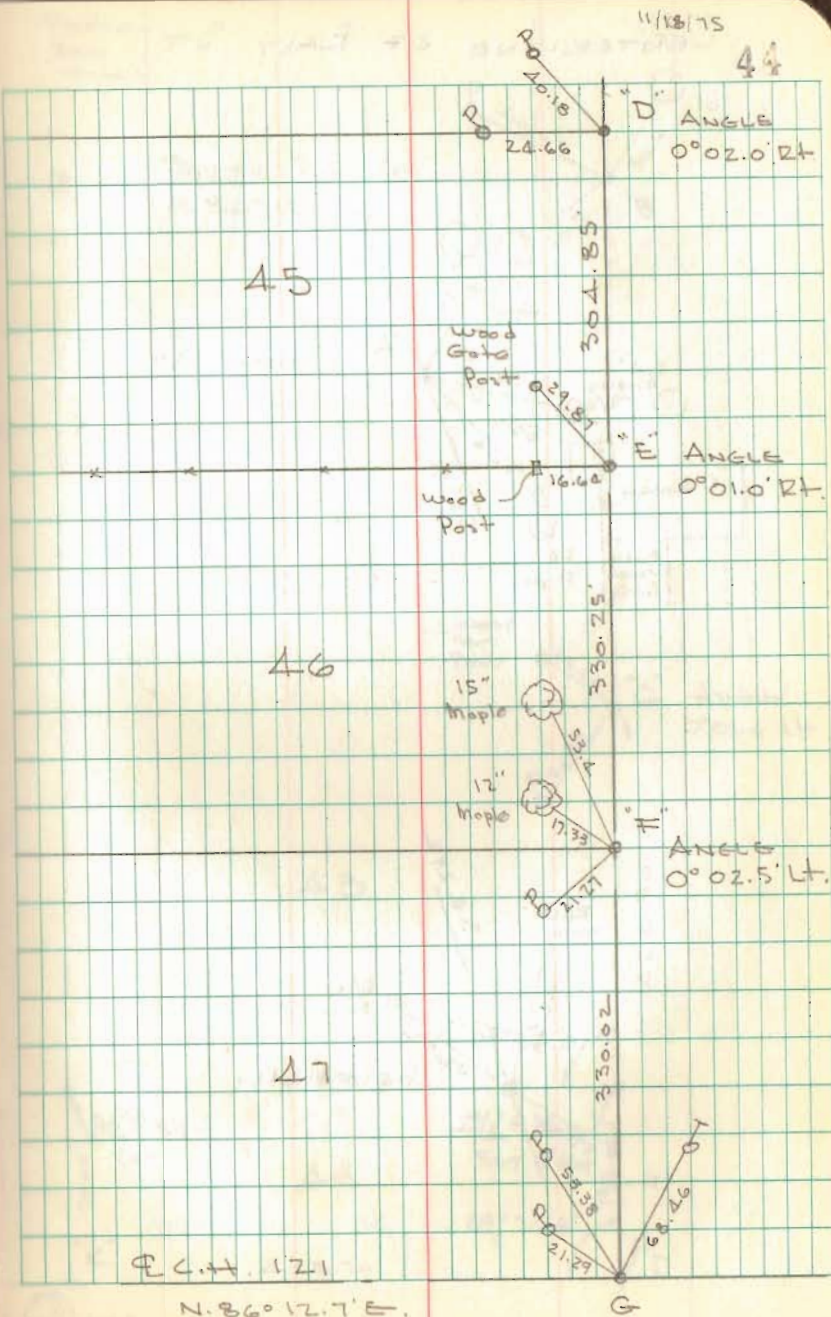 11/18/75
44
P
40.18
"D" ANGLE
P
24.66
0°02.0' Rt.
304.85'
45
Wood
Gate
Post
29.87
"E" ANGLE
16.64
0°01.0' Rt.
Wood
Post
330.25'
46
15"
Maple
53.4
12"
Maple
17.33
"F"
ANGLE
0°02.5' Lt.
P
21.27
330.02
47
P
T
58.38
68.46
P
21.29
℄ C.H. 121
N.86°12.7'E.
G